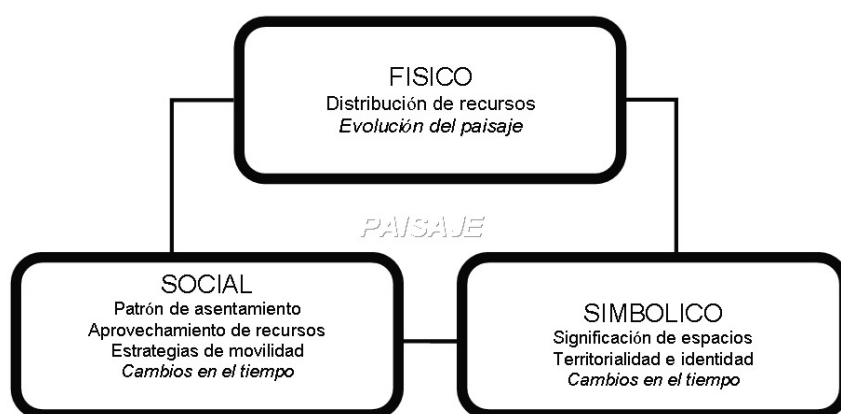 FISICO
Distribución de recursos
Evolución del paisaje
PAISAJE
SOCIAL
Patrón de asentamiento
Aprovechamiento de recursos
Estrategias de movilidad
Cambios en el tiempo
SIMBOLICO
Significación de espacios
Territorialidad e identidad
Cambios en el tiempo